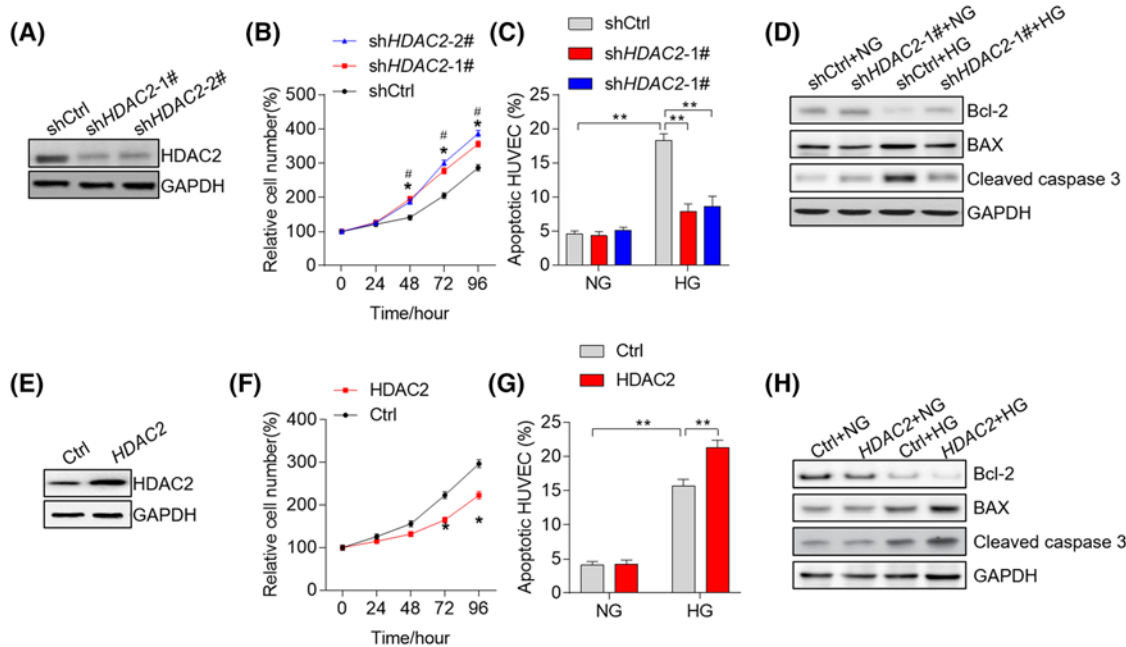 (A)
shCtrl
shHDAC2-1#
shHDAC2-2#
HDAC2
GAPDH
(B)
shHDAC2-2#
shHDAC2-1#
shCtrl
Relative cell number(%)
500
400
300
200
100
0
# # #
* * *
0 24 48 72 96
Time/hour
(C)
shCtrl
shHDAC2-1#
shHDAC2-1#
Apoptotic HUVEC (%)
25
20
15
10
5
0
**
**
**
NG HG
(D)
shCtrl+NG
shHDAC2-1#+NG
shCtrl+HG
shHDAC2-1#+HG
Bcl-2
BAX
Cleaved caspase 3
GAPDH
(E)
Ctrl
HDAC2
HDAC2
GAPDH
(F)
HDAC2
Ctrl
Relative cell number(%)
400
300
200
100
0
* *
0 24 48 72 96
Time/hour
(G)
Ctrl
HDAC2
Apoptotic HUVEC (%)
25
20
15
10
5
0
** **
NG HG
(H)
Ctrl+NG
HDAC2+NG
Ctrl+HG
HDAC2+HG
Bcl-2
BAX
Cleaved caspase 3
GAPDH